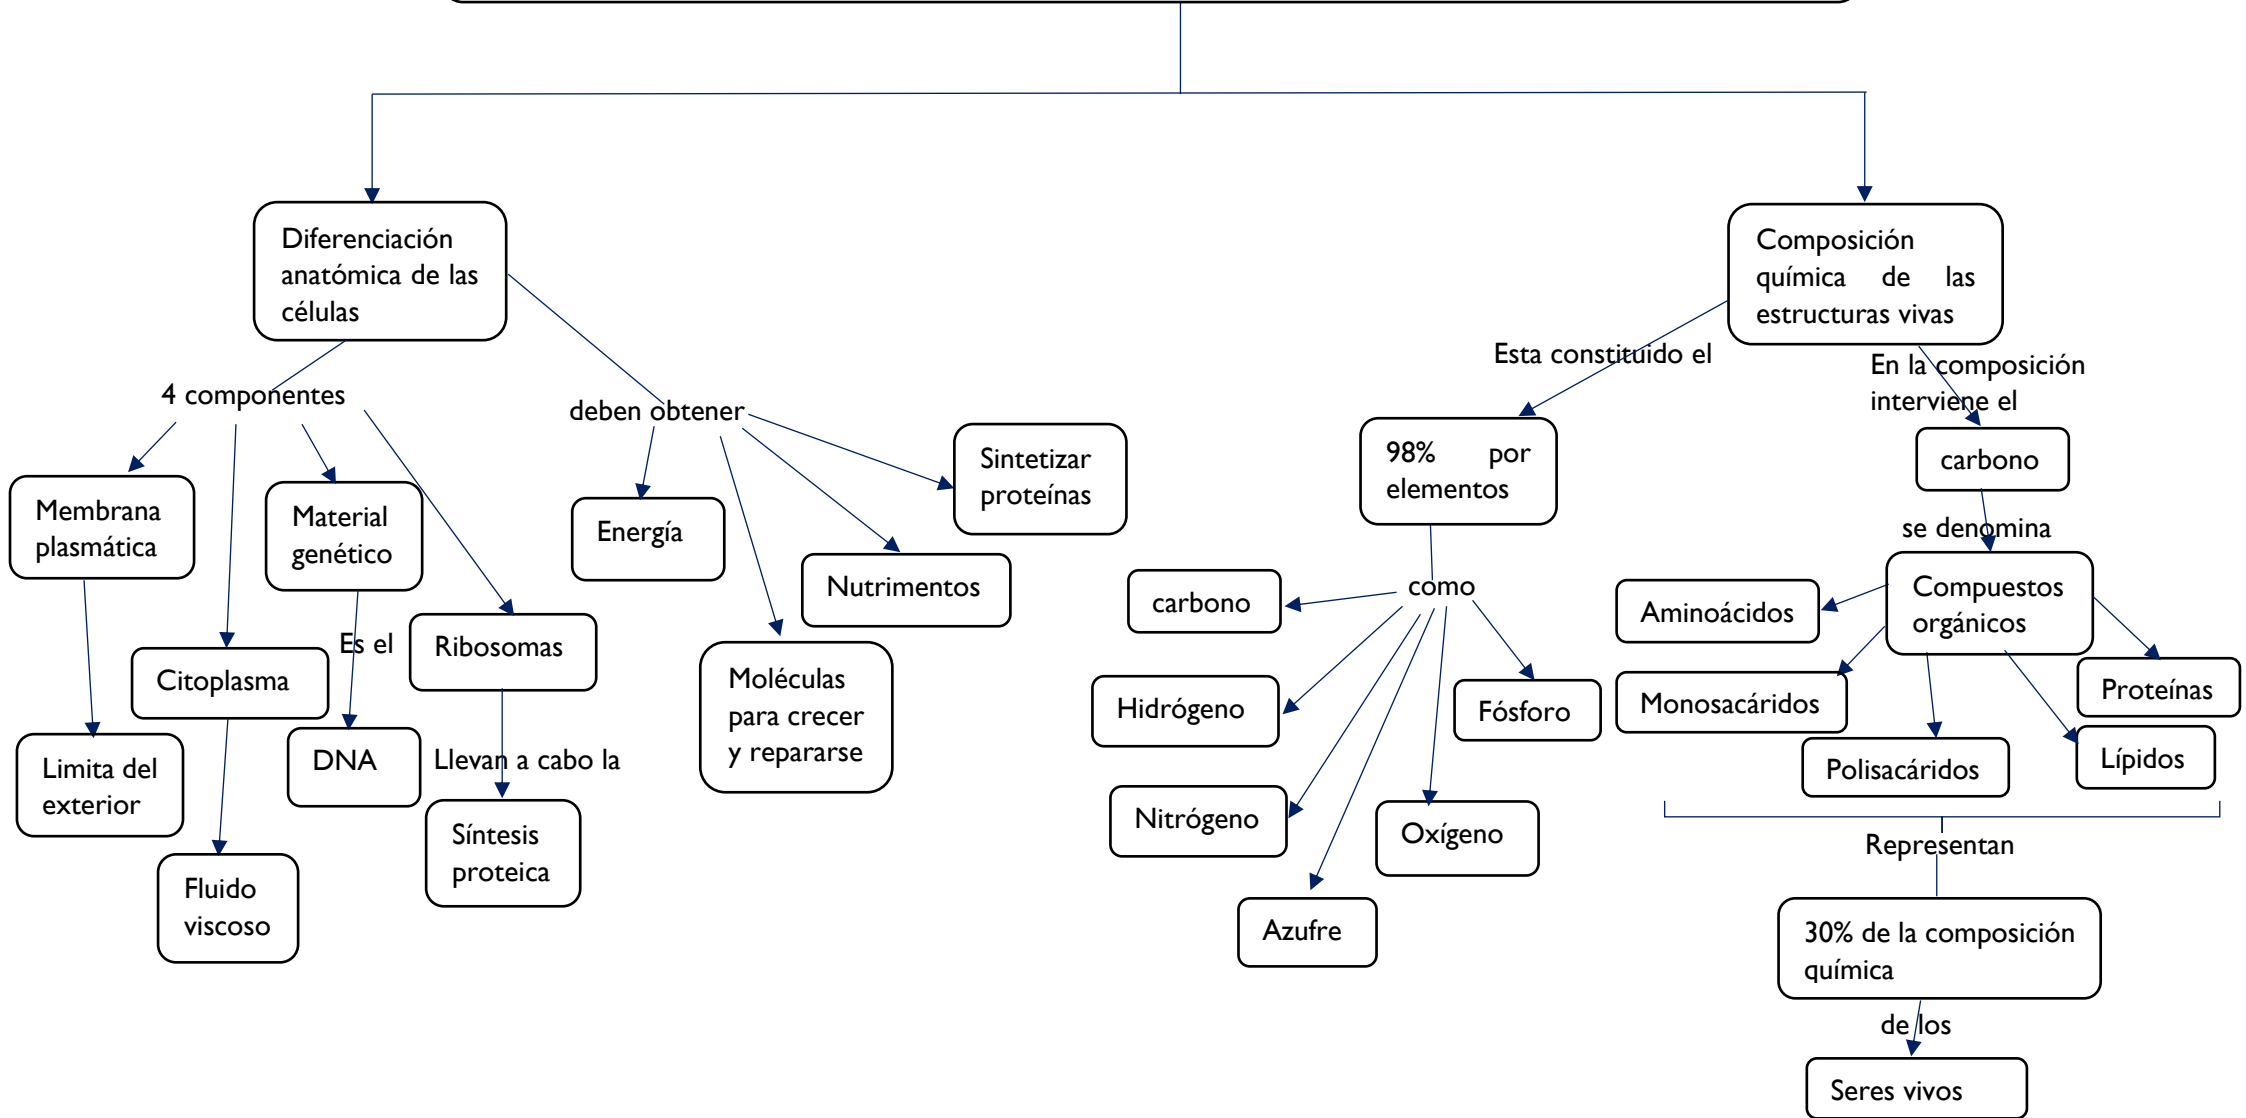 Diferenciación
anatómica de las
células
Composición
química de las
estructuras vivas
Esta constituido el
En la composición
interviene el
4 componentes
deben obtener
Membrana
plasmática
Material
genético
Energía
Sintetizar
proteínas
98% por
elementos
carbono
se denomina
Nutrimentos
como
carbono
Aminoácidos
Compuestos
orgánicos
Es el
Ribosomas
Citoplasma
Moléculas
para crecer
y repararse
Hidrógeno
Fósforo
Monosacáridos
Proteínas
Limita del
exterior
DNA
Llevan a cabo la
Polisacáridos
Lípidos
Nitrógeno
Oxígeno
Síntesis
proteica
Representan
Fluido
viscoso
Azufre
30% de la composición
química
de los
Seres vivos